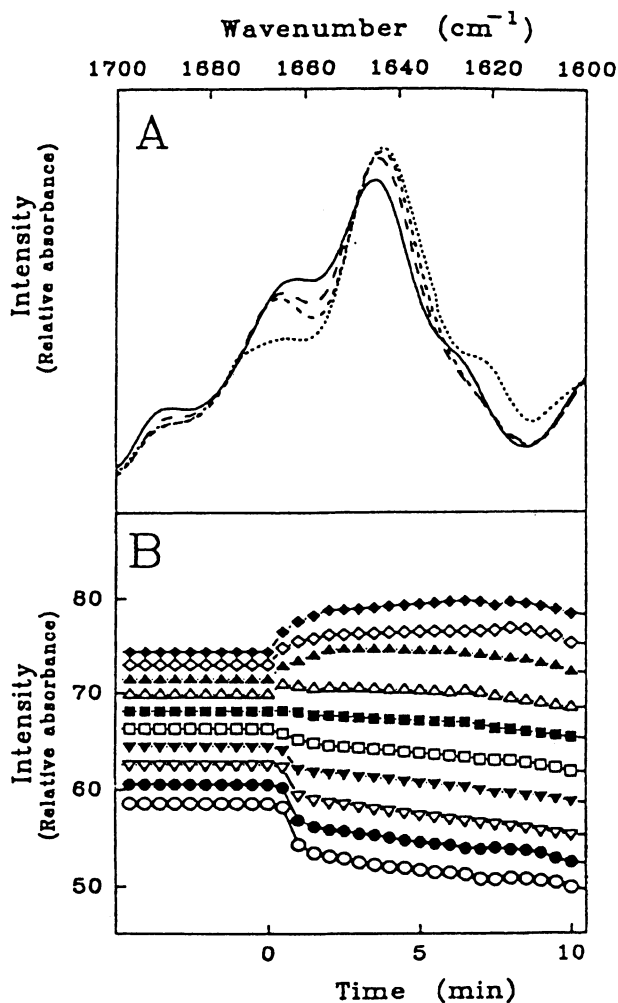 Wavenumber (cm⁻¹)
1700 1680 1660 1640 1620 1600
A
Intensity
(Relative absorbance)
B
80
70
60
50
Intensity
(Relative absorbance)
0 5 10
Time (min)